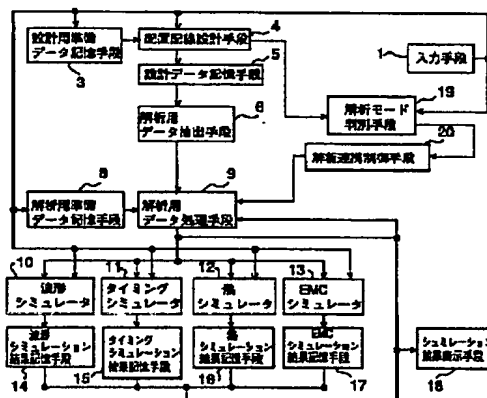 4
設計用準備
データ記憶手段
配置配線設計手段
5
1
入力手段
3
設計データ記憶手段
19
解析モード
判別手段
6
解析用
データ抽出手段
20
解析連携制御手段
8
9
解析用準備
データ記憶手段
解析用
データ処理手段
10
11
12
13
波形
シミュレータ
タイミング
シミュレータ
熱
シミュレータ
EMC
シミュレータ
波形
シミュレーション
結果記憶手段
タイミング
シミュレーション
結果記憶手段
熱
シミュレーション
結果記憶手段
EMC
シミュレーション
結果記憶手段
シュミレーション
結果表示手段
14
15
16
17
18